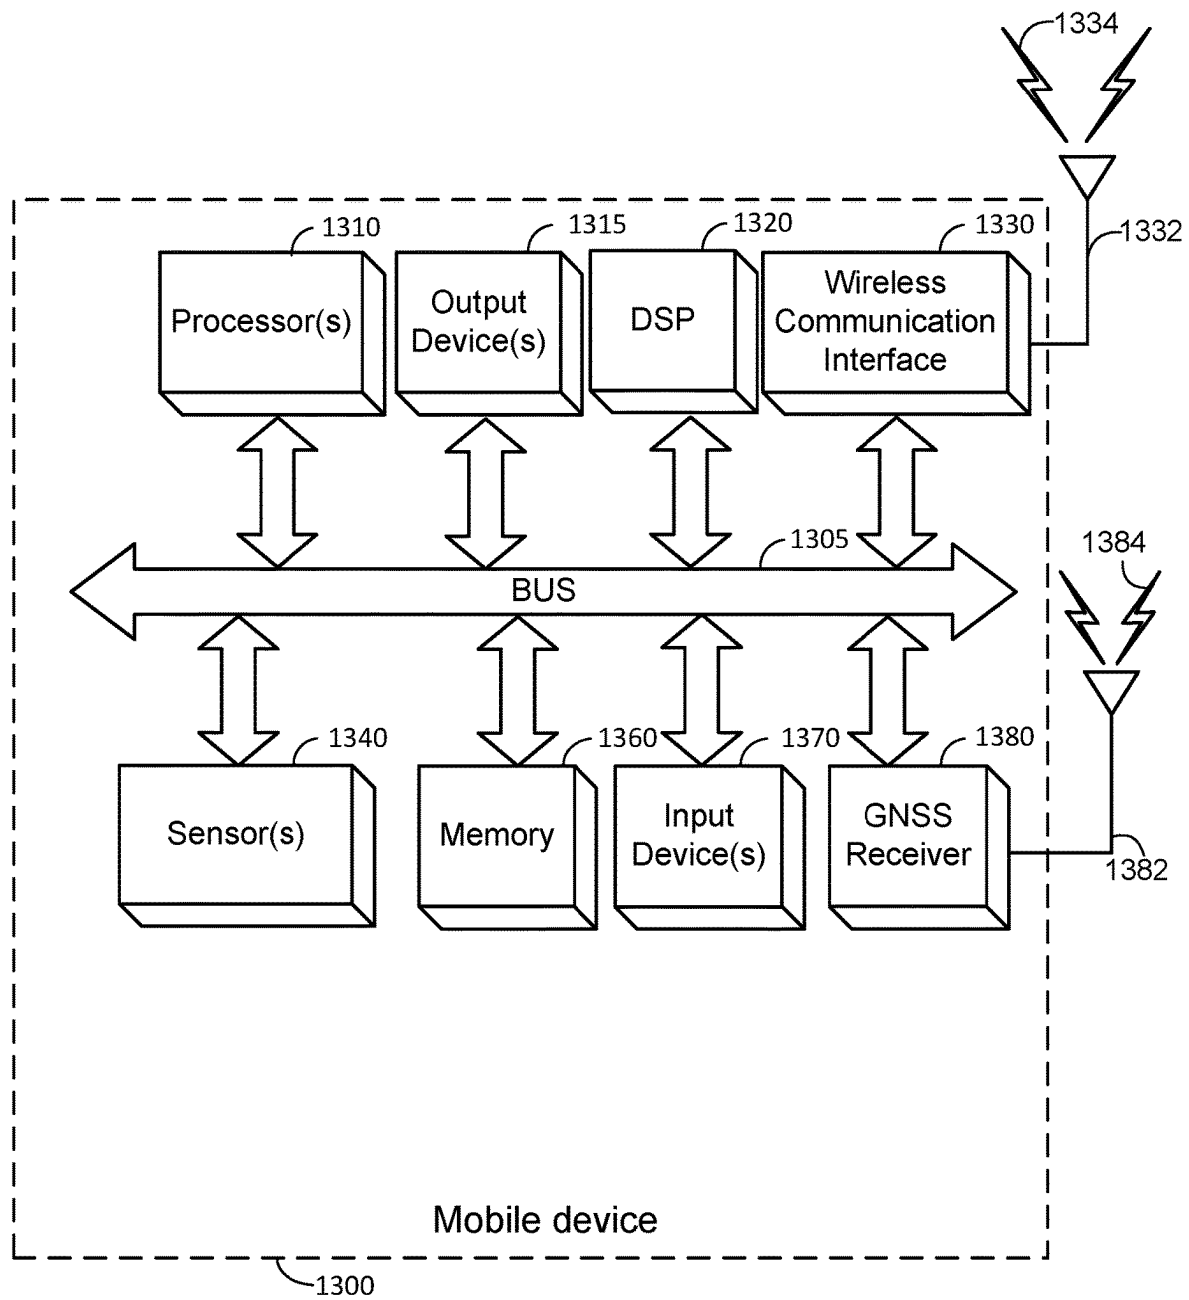 1334
1332
1310
1315
1320
1330
Processor(s)
Output
Device(s)
DSP
Wireless
Communication
Interface
1305
BUS
1384
1340
1360
1370
1380
Sensor(s)
Memory
Input
Device(s)
GNSS
Receiver
1382
Mobile device
1300